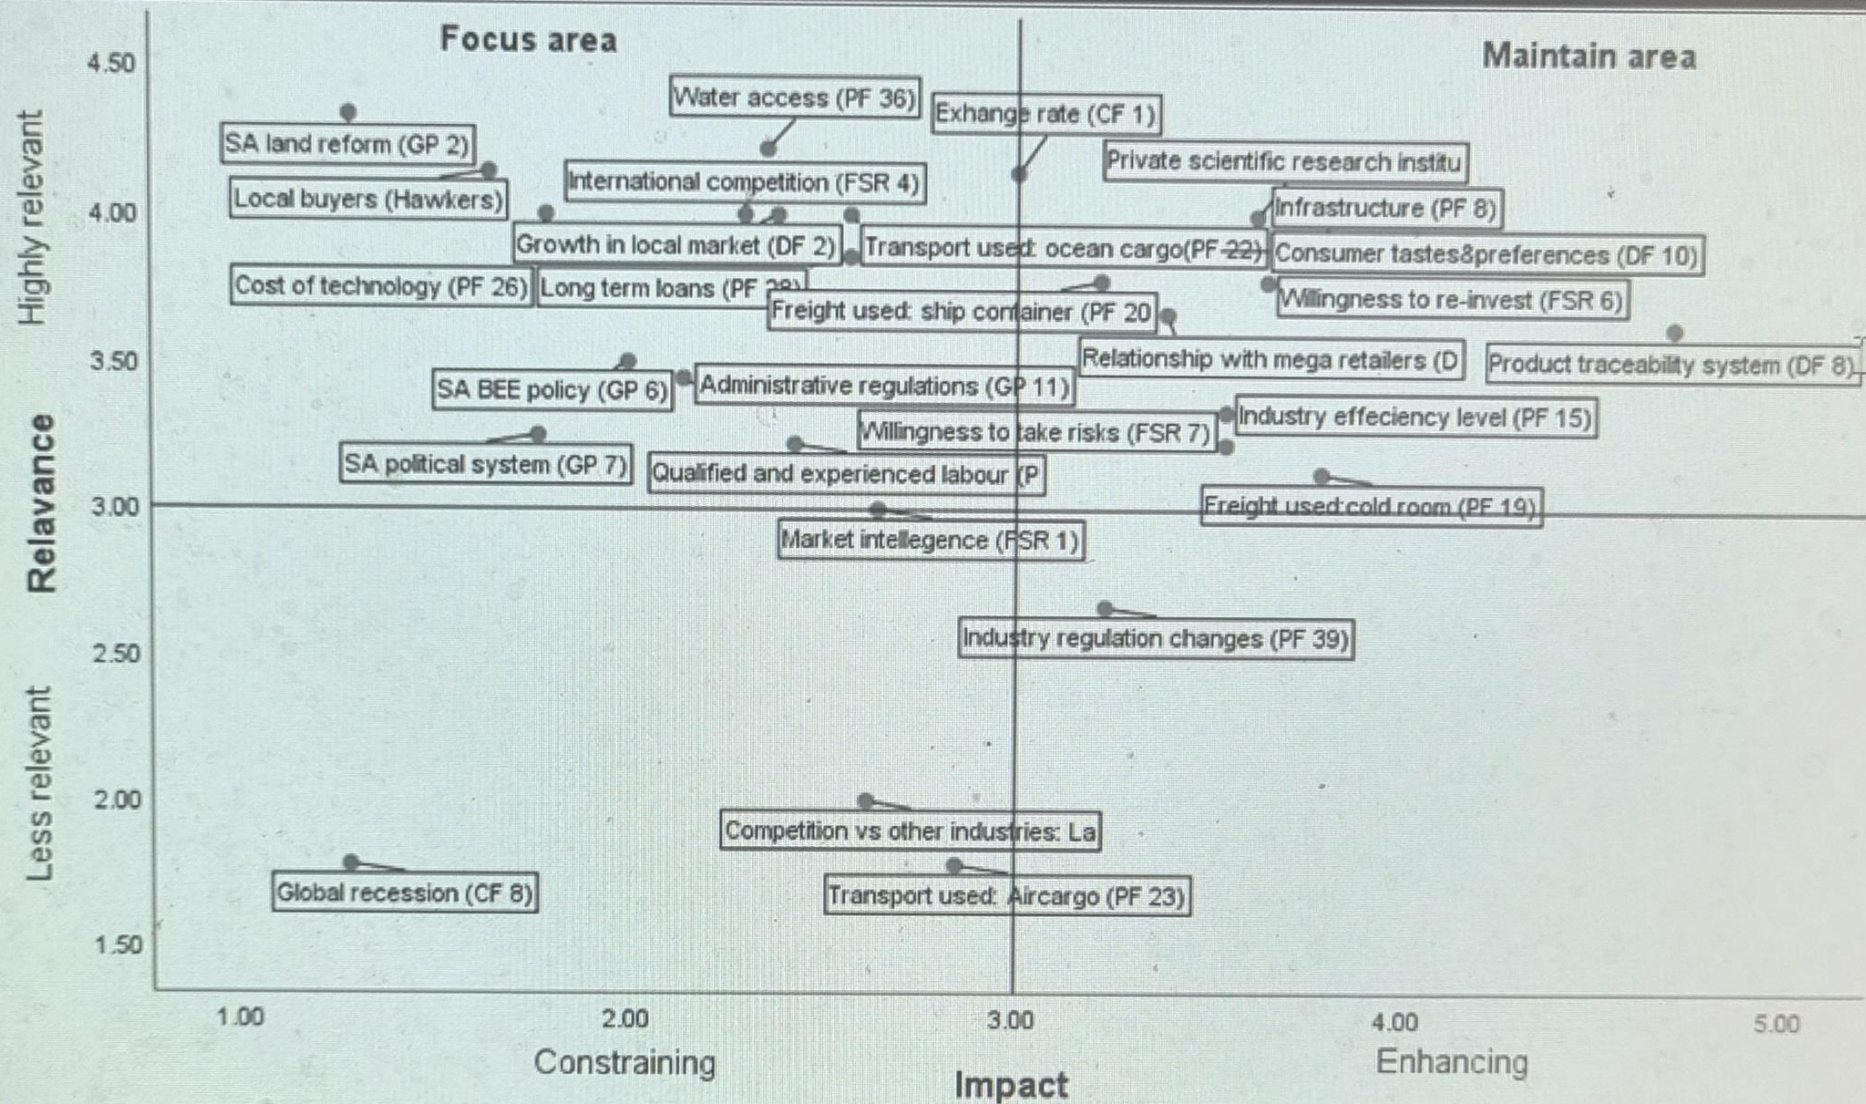 Focus area
Maintain area
4.50
Water access (PF 36)
Exhange rate (CF 1)
SA land reform (GP 2)
Private scientific research institu
International competition (FSR 4)
Local buyers (Hawkers)
Infrastructure (PF 8)
4.00
Growth in local market (DF 2)
Transport used: ocean cargo(PF 22)
Consumer tastes&preferences (DF 10)
Cost of technology (PF 26)
Long term loans (PF
Willingness to re-invest (FSR 6)
Freight used: ship container (PF 20
Highly relevant
3.50
Relationship with mega retailers (D
Product traceability system (DF 8)
SA BEE policy (GP 6)
Administrative regulations (GP 11)
Industry effeciency level (PF 15)
Willingness to take risks (FSR 7)
SA political system (GP 7)
Qualified and experienced labour (P
Relavance
3.00
Freight used:cold room (PF 19)
Market intellegence (FSR 1)
Industry regulation changes (PF 39)
2.50
Less relevant
2.00
Competition vs other industries: La
Global recession (CF 8)
Transport used: Aircargo (PF 23)
1.50
1.00
2.00
3.00
4.00
5.00
Constraining
Enhancing
Impact